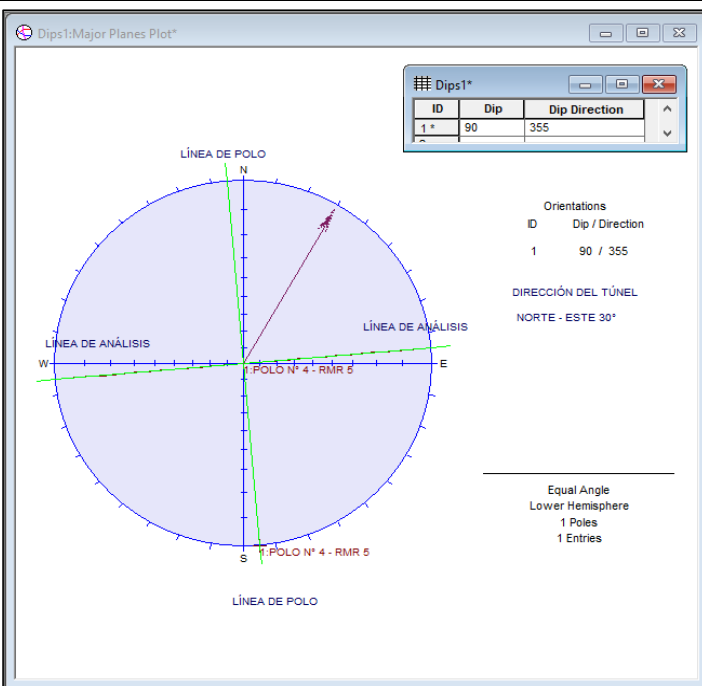 Dips1:Major Planes Plot*
Dips1*
ID Dip Dip Direction
1 * 90 355
LÍNEA DE POLO
N
Orientations
ID Dip / Direction
1 90 / 355
DIRECCIÓN DEL TÚNEL
NORTE - ESTE 30°
LÍNEA DE ANÁLISIS
LÍNEA DE ANÁLISIS
W
E
1:POLO N° 4 - RMR 5
Equal Angle
Lower Hemisphere
1 Poles
1 Entries
S
1:POLO N° 4 - RMR 5
LÍNEA DE POLO